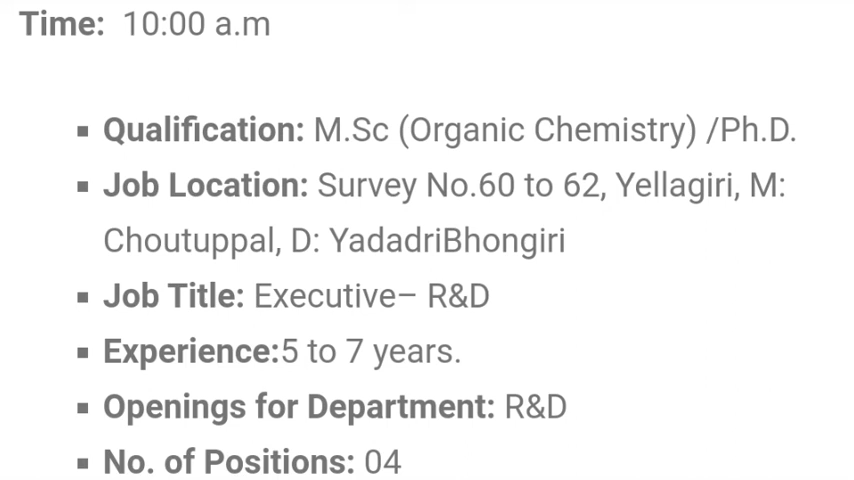 Time: 10:00 a.m
▪ Qualification: M.Sc (Organic Chemistry) /Ph.D.
▪ Job Location: Survey No.60 to 62, Yellagiri, M:
Choutuppal, D: YadadriBhongiri
▪ Job Title: Executive– R&D
▪ Experience:5 to 7 years.
▪ Openings for Department: R&D
▪ No. of Positions: 04